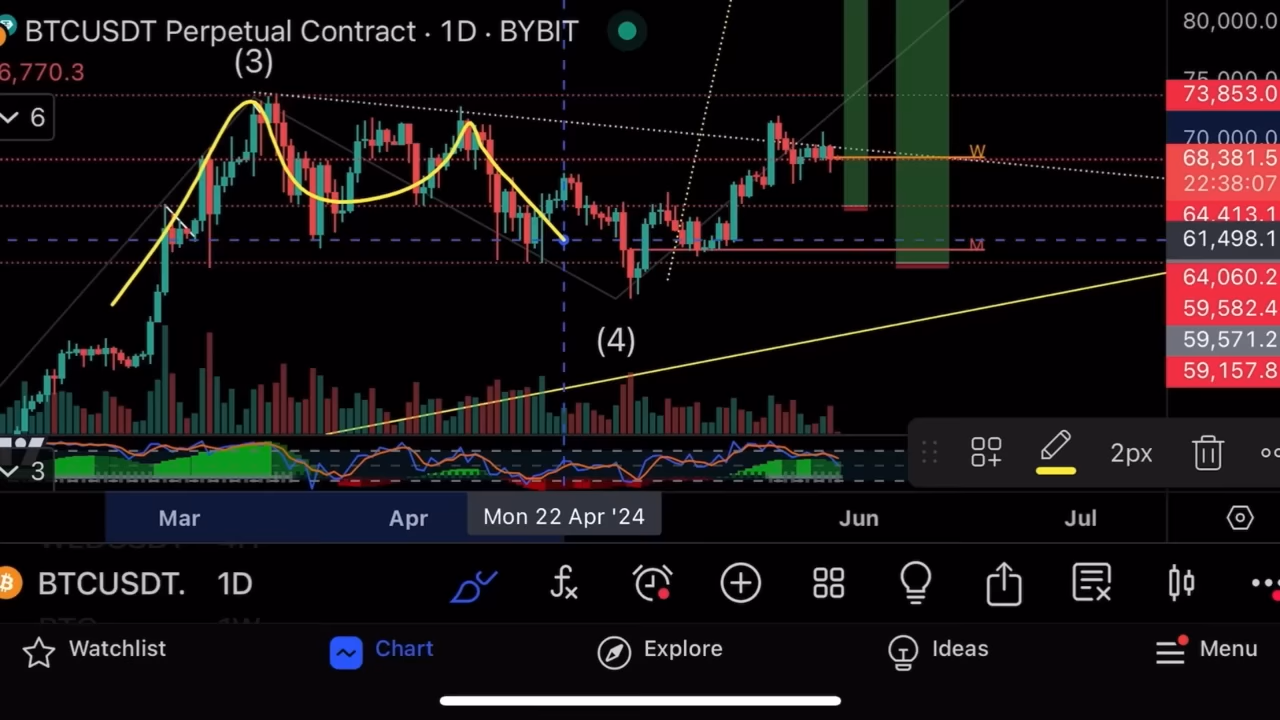 BTCUSDT Perpetual Contract · 1D · BYBIT
6,770.3
(3)
6
80,000.0
75,000.0
73,853.0
70,000.0
W
68,381.5
22:38:07
64,413.1
61,498.1
M
64,060.2
59,582.4
59,571.2
59,157.8
(4)
3
2px
Mar
Apr
Mon 22 Apr '24
Jun
Jul
BTCUSDT.
1D
Watchlist
Chart
Explore
Ideas
Menu